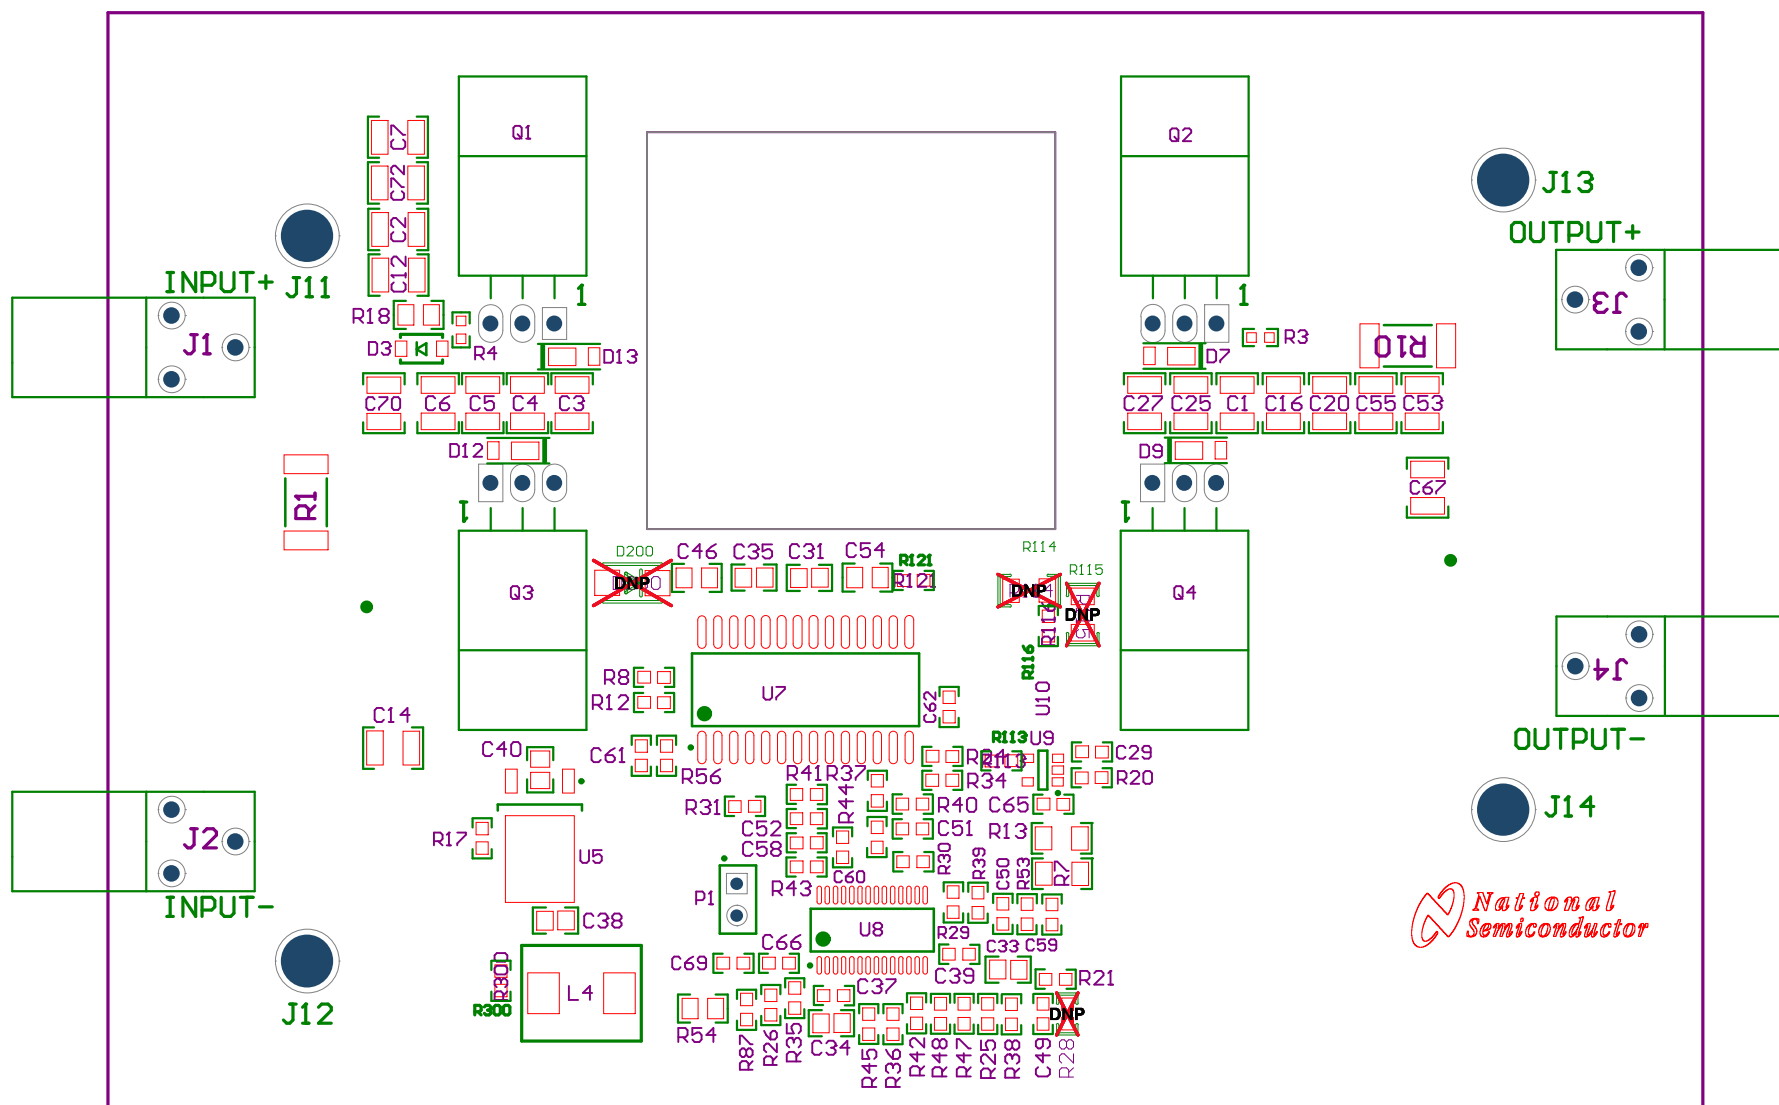 Q1
Q2
C7
C72
C2
C12
J13
OUTPUT+
INPUT+
J11
1
1
R18
J1
D3
R4
D13
D7
R3
R10
J3
C70
C6
C5
C4
C3
C27
C25
C1
C16
C20
C55
C53
D12
D9
C67
R1
1
1
D200
C46
C35
C31
C54
R121
R121
R114
R115
DNP
DNP
DNP
Q3
Q4
R116
R116
J4
R8
R12
U7
C62
U10
C14
C40
C61
R56
R34
R113
R113
U9
C29
R20
OUTPUT-
R41
R37
R44
R31
C52
C58
R40
C51
C65
R13
J14
J2
R17
U5
R43
C60
R30
R39
C50
R53
R7
INPUT-
P1
C38
U8
R29
C33
C59
National
Semiconductor
C69
C66
C39
R21
R300
R300
L4
C37
J12
R54
R87
R26
R35
C34
R45
R36
R42
R48
R47
R25
R38
C49
R28
DNP